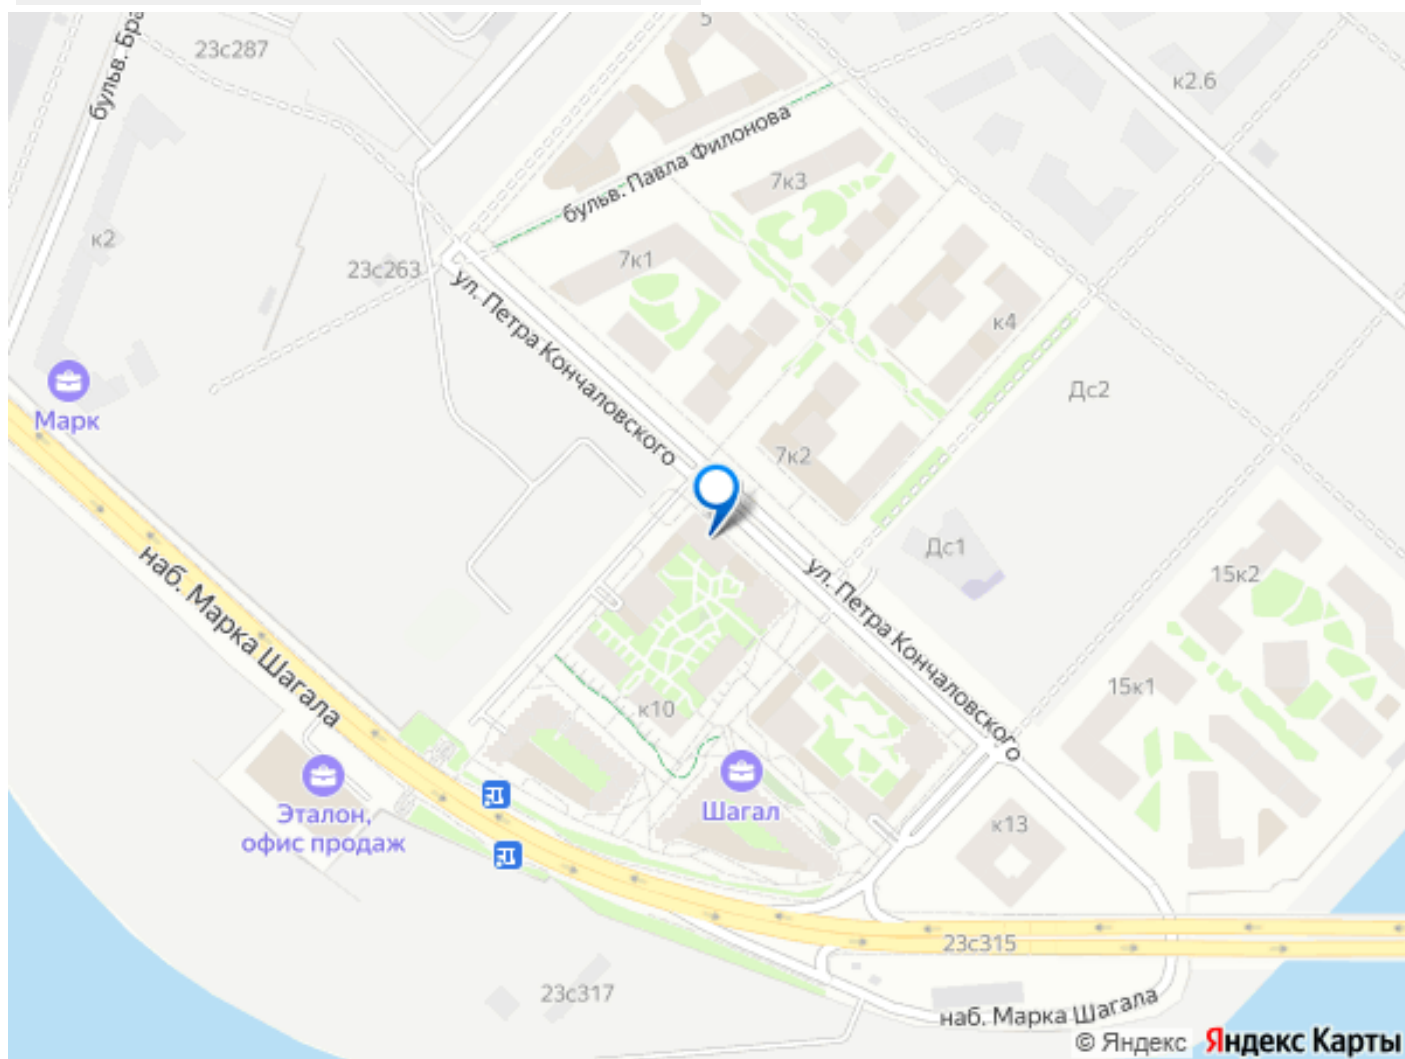 5
23с287
бульв. Бра
к2.6
бульв. Павла Филонова
7к3
к2
7к1
23с263
ул. Петра Кончаловского
к4
Марк
Дс2
7к2
Дс1
ул. Петра Кончаловского
15к2
наб. Марка Шагала
15к1
к10
Шагал
Эталон,
офис продаж
к13
23с315
23с317
наб. Марка Шагала
© Яндекс Яндекс Карты